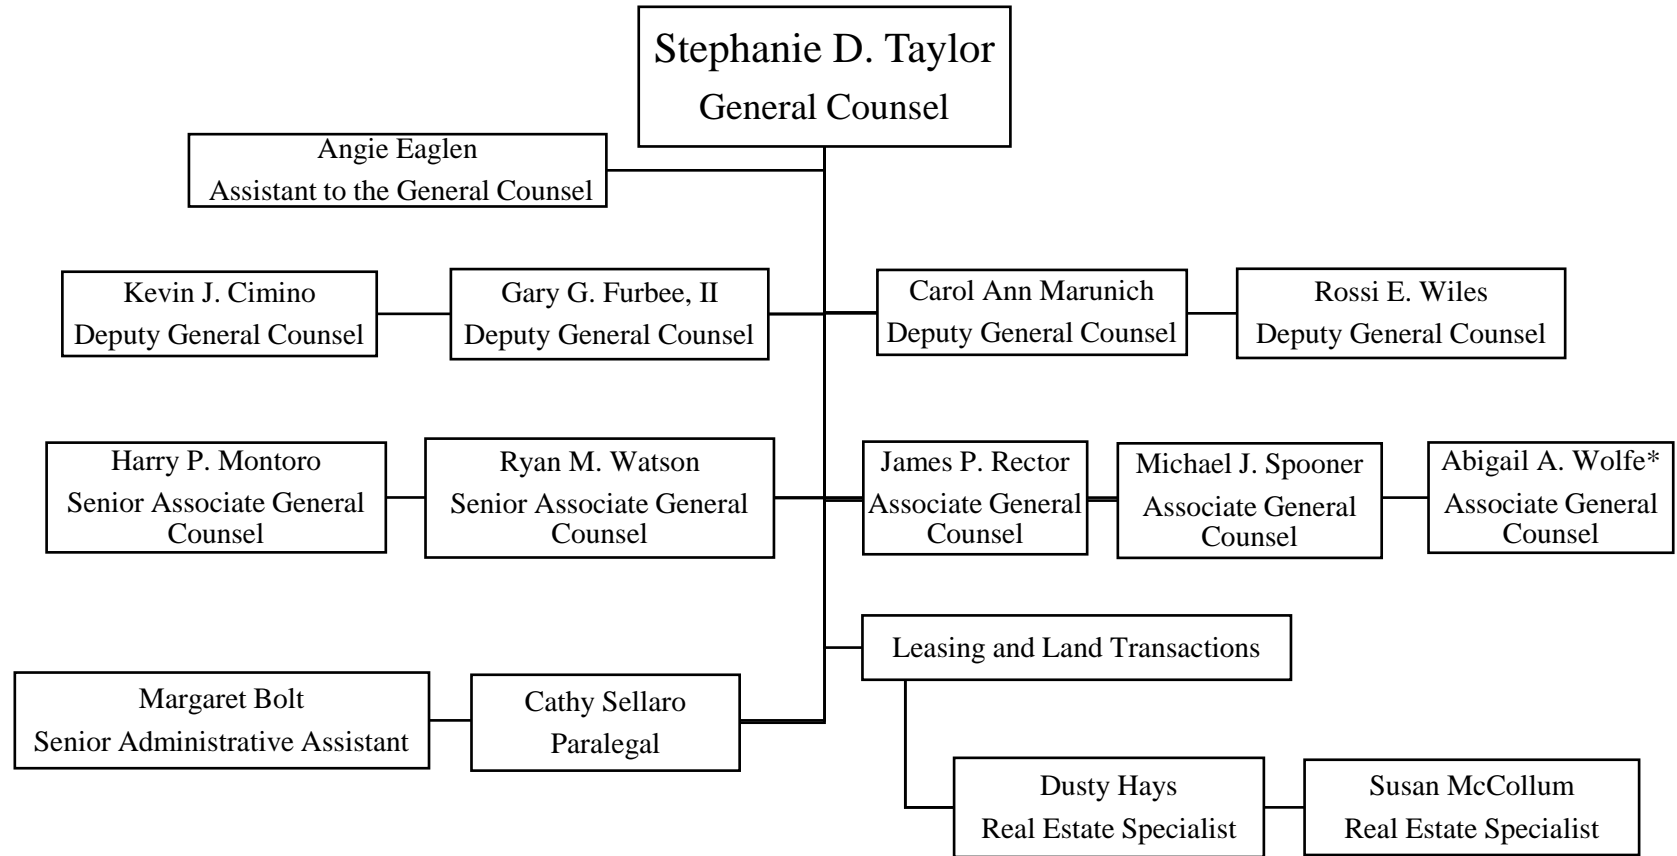 Stephanie D. Taylor
General Counsel
Angie Eaglen
Assistant to the General Counsel
Kevin J. Cimino
Deputy General Counsel
Gary G. Furbee, II
Deputy General Counsel
Carol Ann Marunich
Deputy General Counsel
Rossi E. Wiles
Deputy General Counsel
Harry P. Montoro
Senior Associate General
Counsel
Ryan M. Watson
Senior Associate General
Counsel
James P. Rector
Associate General
Counsel
Michael J. Spooner
Associate General
Counsel
Abigail A. Wolfe*
Associate General
Counsel
Leasing and Land Transactions
Margaret Bolt
Senior Administrative Assistant
Cathy Sellaro
Paralegal
Dusty Hays
Real Estate Specialist
Susan McCollum
Real Estate Specialist